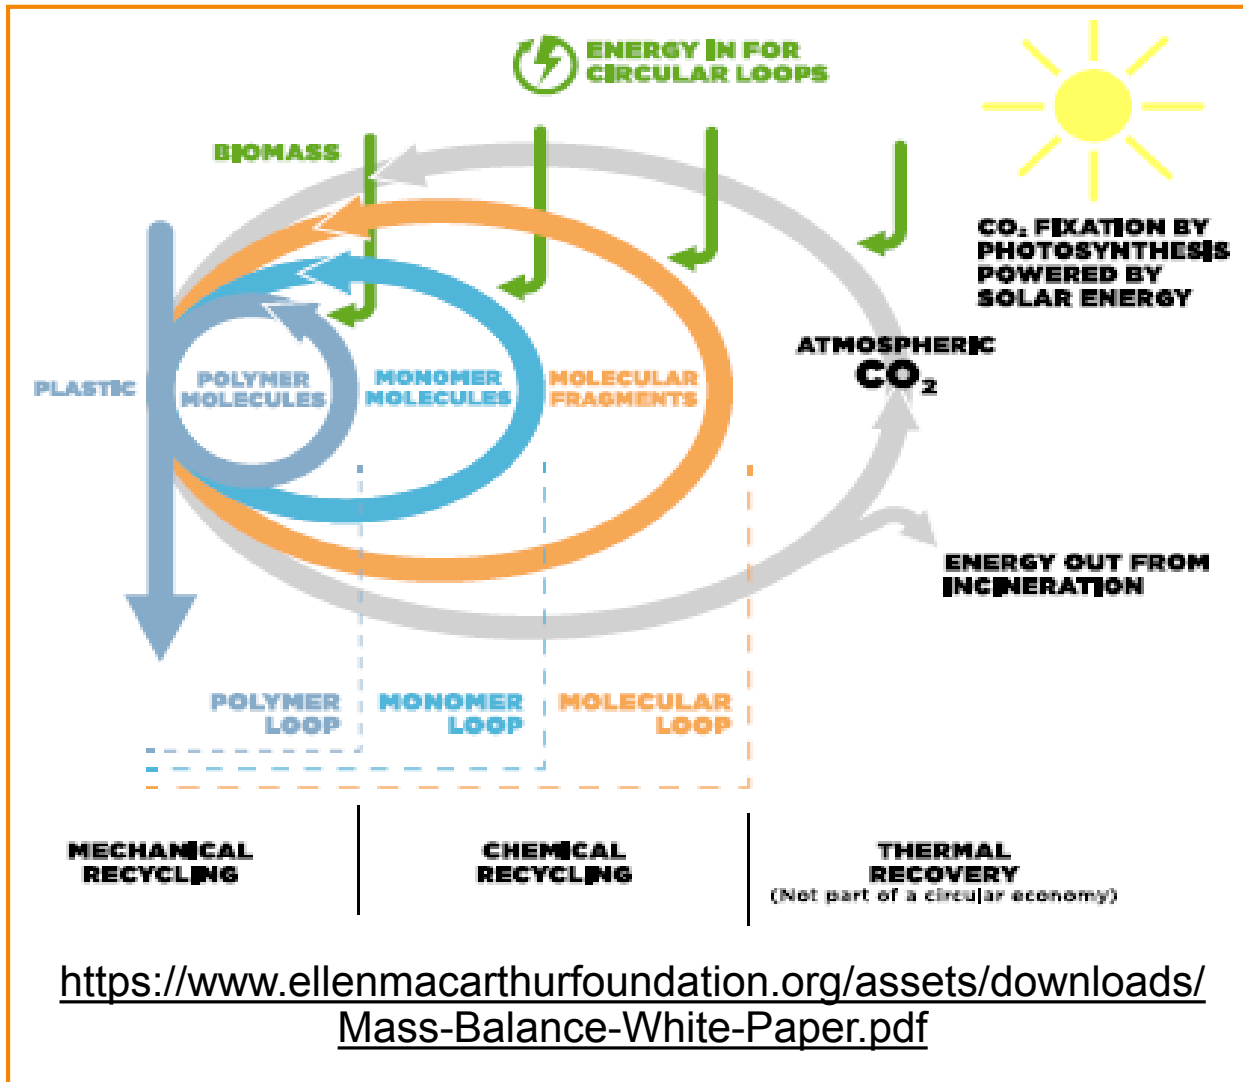 ENERGY IN FOR
CIRCULAR LOOPS
BIOMASS
CO₂ FIXATION BY
PHOTOSYNTHESIS
POWERED BY
SOLAR ENERGY
ATMOSPHERIC
CO₂
PLASTIC
POLYMER
MOLECULES
MONOMER
MOLECULES
MOLECULAR
FRAGMENTS
ENERGY OUT FROM
INCINERATION
POLYMER
LOOP
MONOMER
LOOP
MOLECULAR
LOOP
MECHANICAL
RECYCLING
CHEMICAL
RECYCLING
THERMAL
RECOVERY
(Not part of a circular economy)
https://www.ellenmacarthurfoundation.org/assets/downloads/
Mass-Balance-White-Paper.pdf